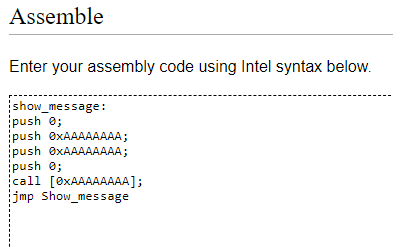 Assemble
Enter your assembly code using Intel syntax below.
show_message:
push 0;
push 0xAAAAAAAA;
push 0xAAAAAAAA;
push 0;
call [0xAAAAAAAA];
jmp Show_message